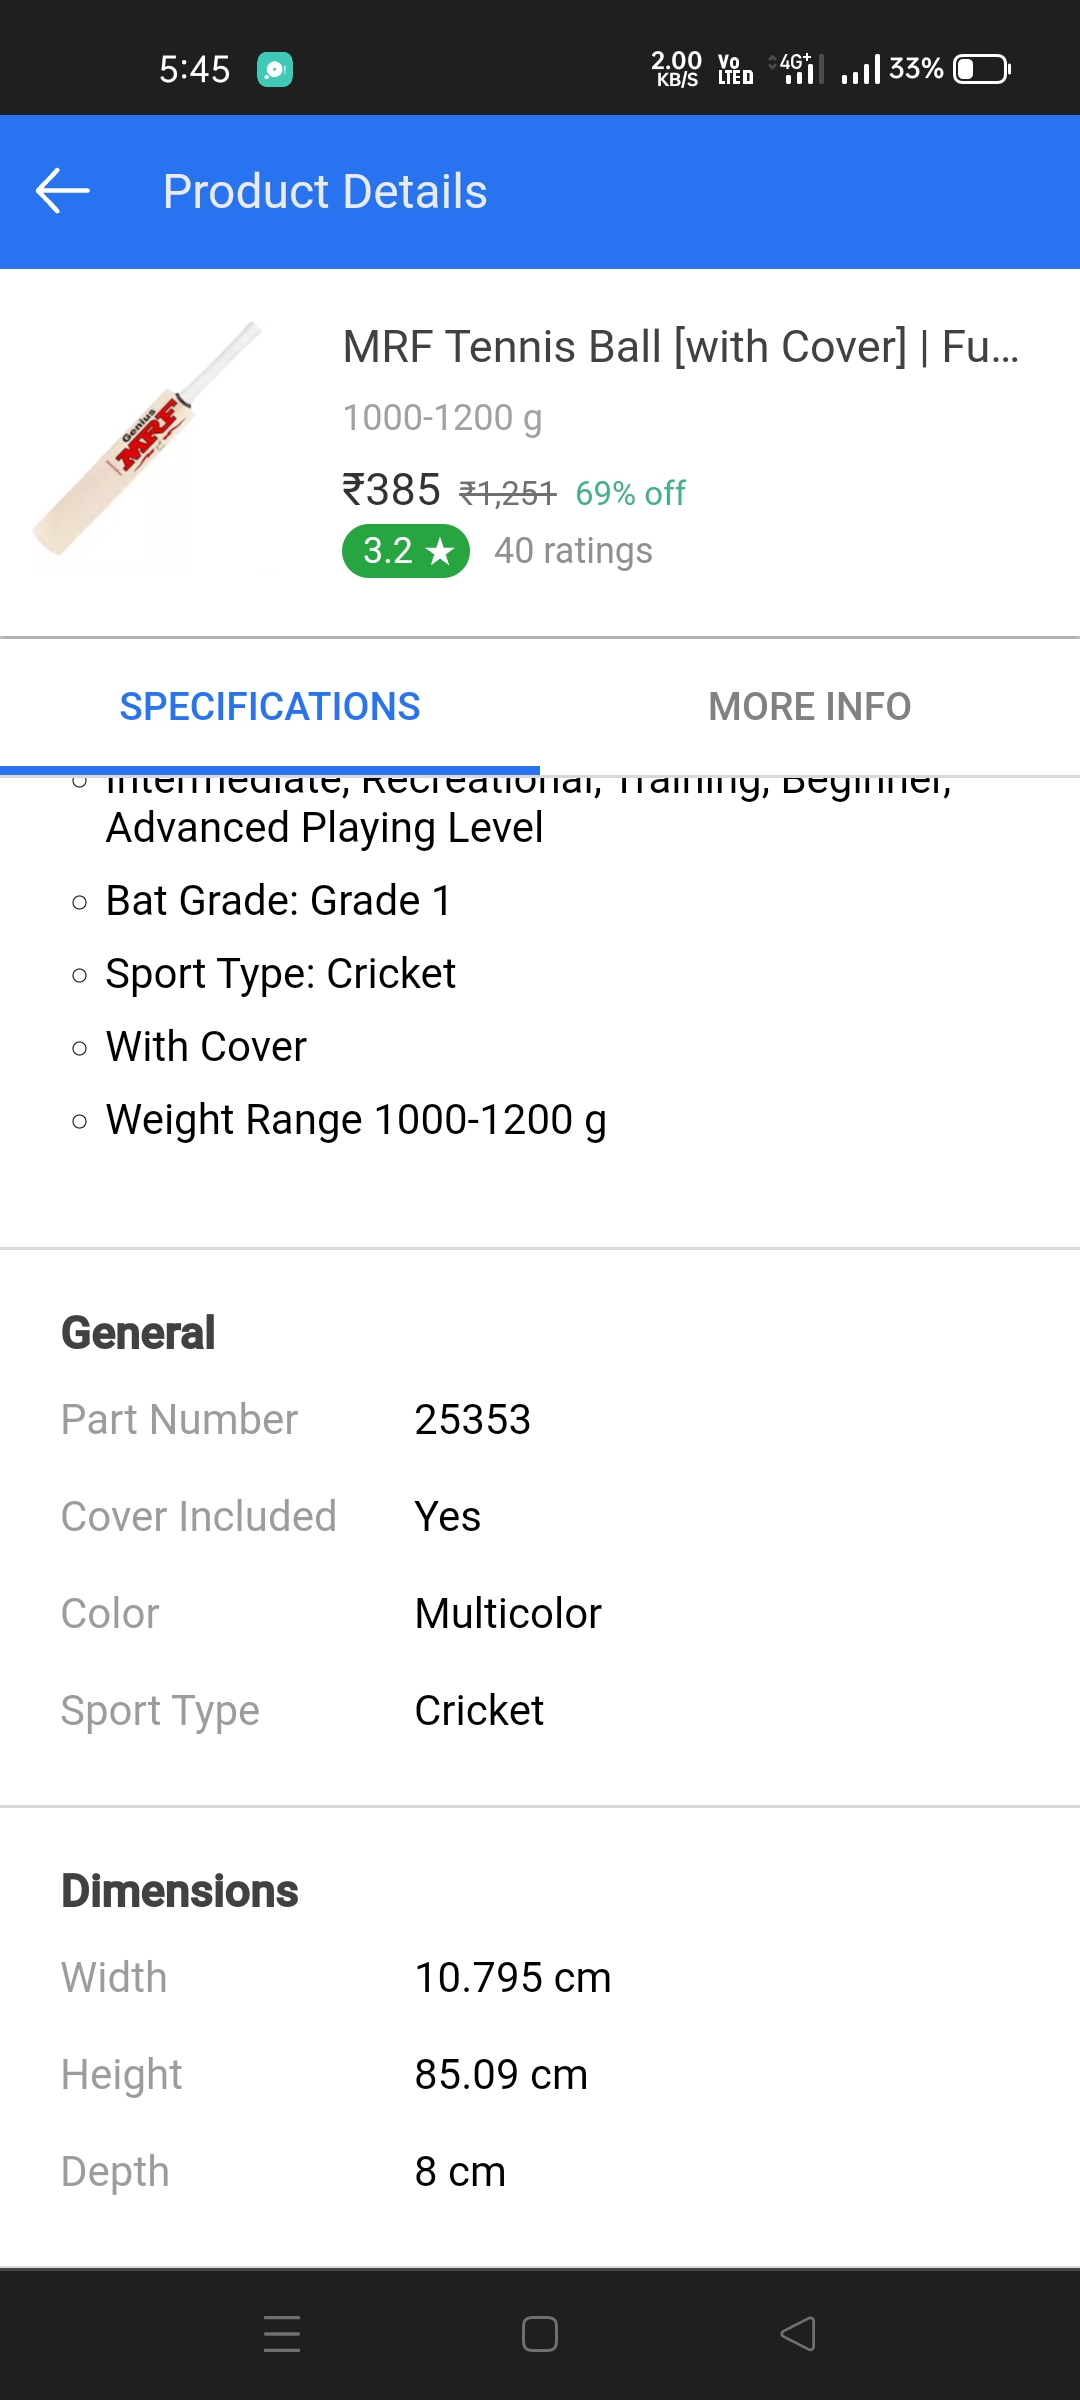 5:45
2.00 KB/S Vo LTE 4G+ 33%
Product Details
Genius
MRF
MRF Tennis Ball [with Cover] | Fu...
1000-1200 g
₹385 ₹1,251 69% off
3.2 ★ 40 ratings
SPECIFICATIONS MORE INFO
Intermediate, Recreational, Training, Beginner,
Advanced Playing Level
Bat Grade: Grade 1
Sport Type: Cricket
With Cover
Weight Range 1000-1200 g
General
Part Number 25353
Cover Included Yes
Color Multicolor
Sport Type Cricket
Dimensions
Width 10.795 cm
Height 85.09 cm
Depth 8 cm